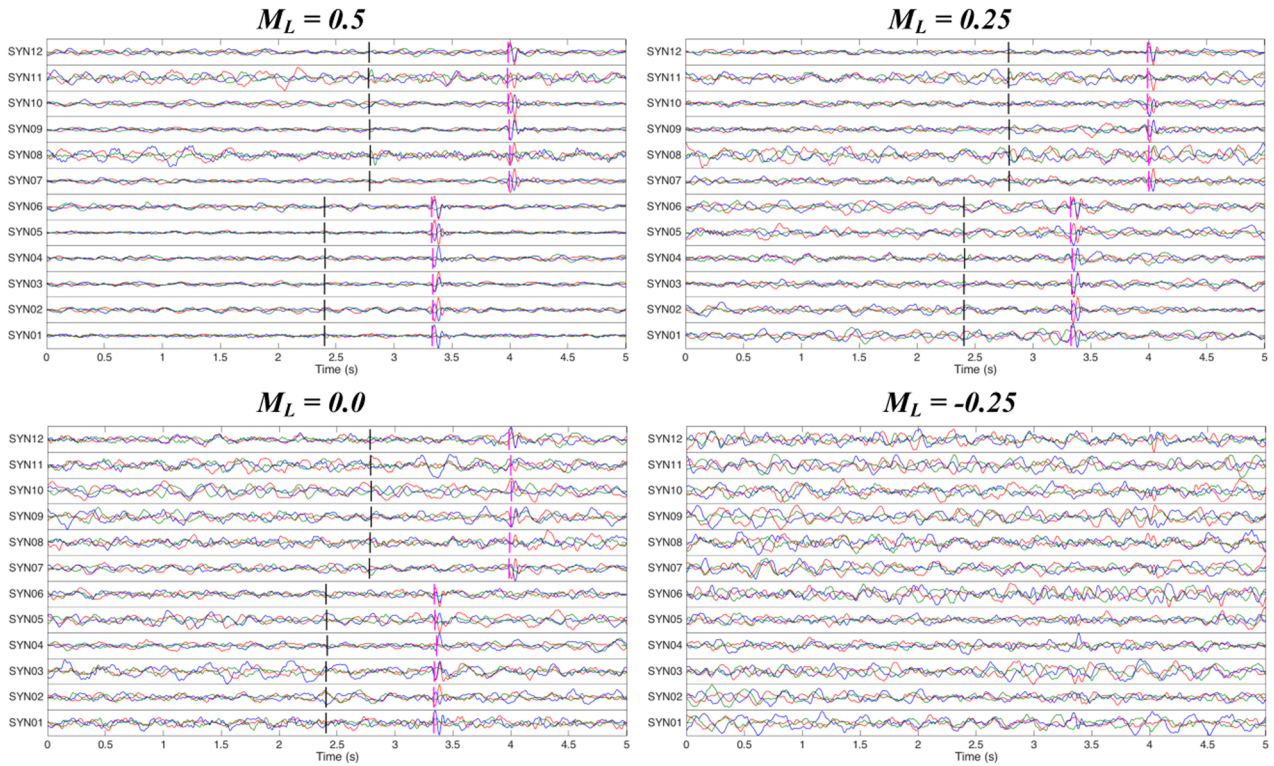 M_L = 0.5
SYN12
SYN11
SYN10
SYN09
SYN08
SYN07
SYN06
SYN05
SYN04
SYN03
SYN02
SYN01
0 0.5 1 1.5 2 2.5 3 3.5 4 4.5 5
Time (s)
M_L = 0.25
SYN12
SYN11
SYN10
SYN09
SYN08
SYN07
SYN06
SYN05
SYN04
SYN03
SYN02
SYN01
0 0.5 1 1.5 2 2.5 3 3.5 4 4.5 5
Time (s)
M_L = 0.0
SYN12
SYN11
SYN10
SYN09
SYN08
SYN07
SYN06
SYN05
SYN04
SYN03
SYN02
SYN01
0 0.5 1 1.5 2 2.5 3 3.5 4 4.5 5
Time (s)
M_L = -0.25
SYN12
SYN11
SYN10
SYN09
SYN08
SYN07
SYN06
SYN05
SYN04
SYN03
SYN02
SYN01
0 0.5 1 1.5 2 2.5 3 3.5 4 4.5 5
Time (s)